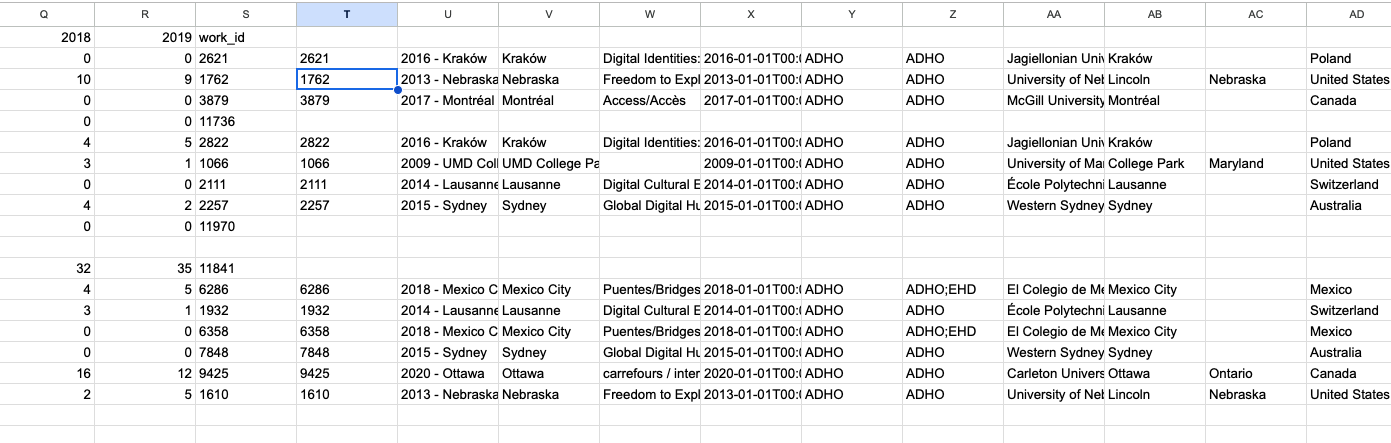 Q R S T U V W X Y Z AA AB AC AD
2018 2019 work_id
0 0 2621 2621 2016 - Kraków Kraków Digital Identities: 2016-01-01T00:0 ADHO ADHO Jagiellonian Univ Kraków Poland
10 9 1762 1762 2013 - Nebraska Nebraska Freedom to Expl 2013-01-01T00:0 ADHO ADHO University of Neb Lincoln Nebraska United States
0 0 3879 3879 2017 - Montréal Montréal Access/Accès 2017-01-01T00:0 ADHO ADHO McGill University Montréal Canada
0 0 11736
4 5 2822 2822 2016 - Kraków Kraków Digital Identities: 2016-01-01T00:0 ADHO ADHO Jagiellonian Univ Kraków Poland
3 1 1066 1066 2009 - UMD Coll UMD College Pa 2009-01-01T00:0 ADHO ADHO University of Ma College Park Maryland United States
0 0 2111 2111 2014 - Lausanne Lausanne Digital Cultural E 2014-01-01T00:0 ADHO ADHO École Polytechni Lausanne Switzerland
4 2 2257 2257 2015 - Sydney Sydney Global Digital Hu 2015-01-01T00:0 ADHO ADHO Western Sydney Sydney Australia
0 0 11970
32 35 11841
4 5 6286 6286 2018 - Mexico C Mexico City Puentes/Bridges 2018-01-01T00:0 ADHO ADHO;EHD El Colegio de Me Mexico City Mexico
3 1 1932 1932 2014 - Lausanne Lausanne Digital Cultural E 2014-01-01T00:0 ADHO ADHO École Polytechni Lausanne Switzerland
0 0 6358 6358 2018 - Mexico C Mexico City Puentes/Bridges 2018-01-01T00:0 ADHO ADHO;EHD El Colegio de Me Mexico City Mexico
0 0 7848 7848 2015 - Sydney Sydney Global Digital Hu 2015-01-01T00:0 ADHO ADHO Western Sydney Sydney Australia
16 12 9425 9425 2020 - Ottawa Ottawa carrefours / inter 2020-01-01T00:0 ADHO ADHO Carleton Univers Ottawa Ontario Canada
2 5 1610 1610 2013 - Nebraska Nebraska Freedom to Expl 2013-01-01T00:0 ADHO ADHO University of Neb Lincoln Nebraska United States